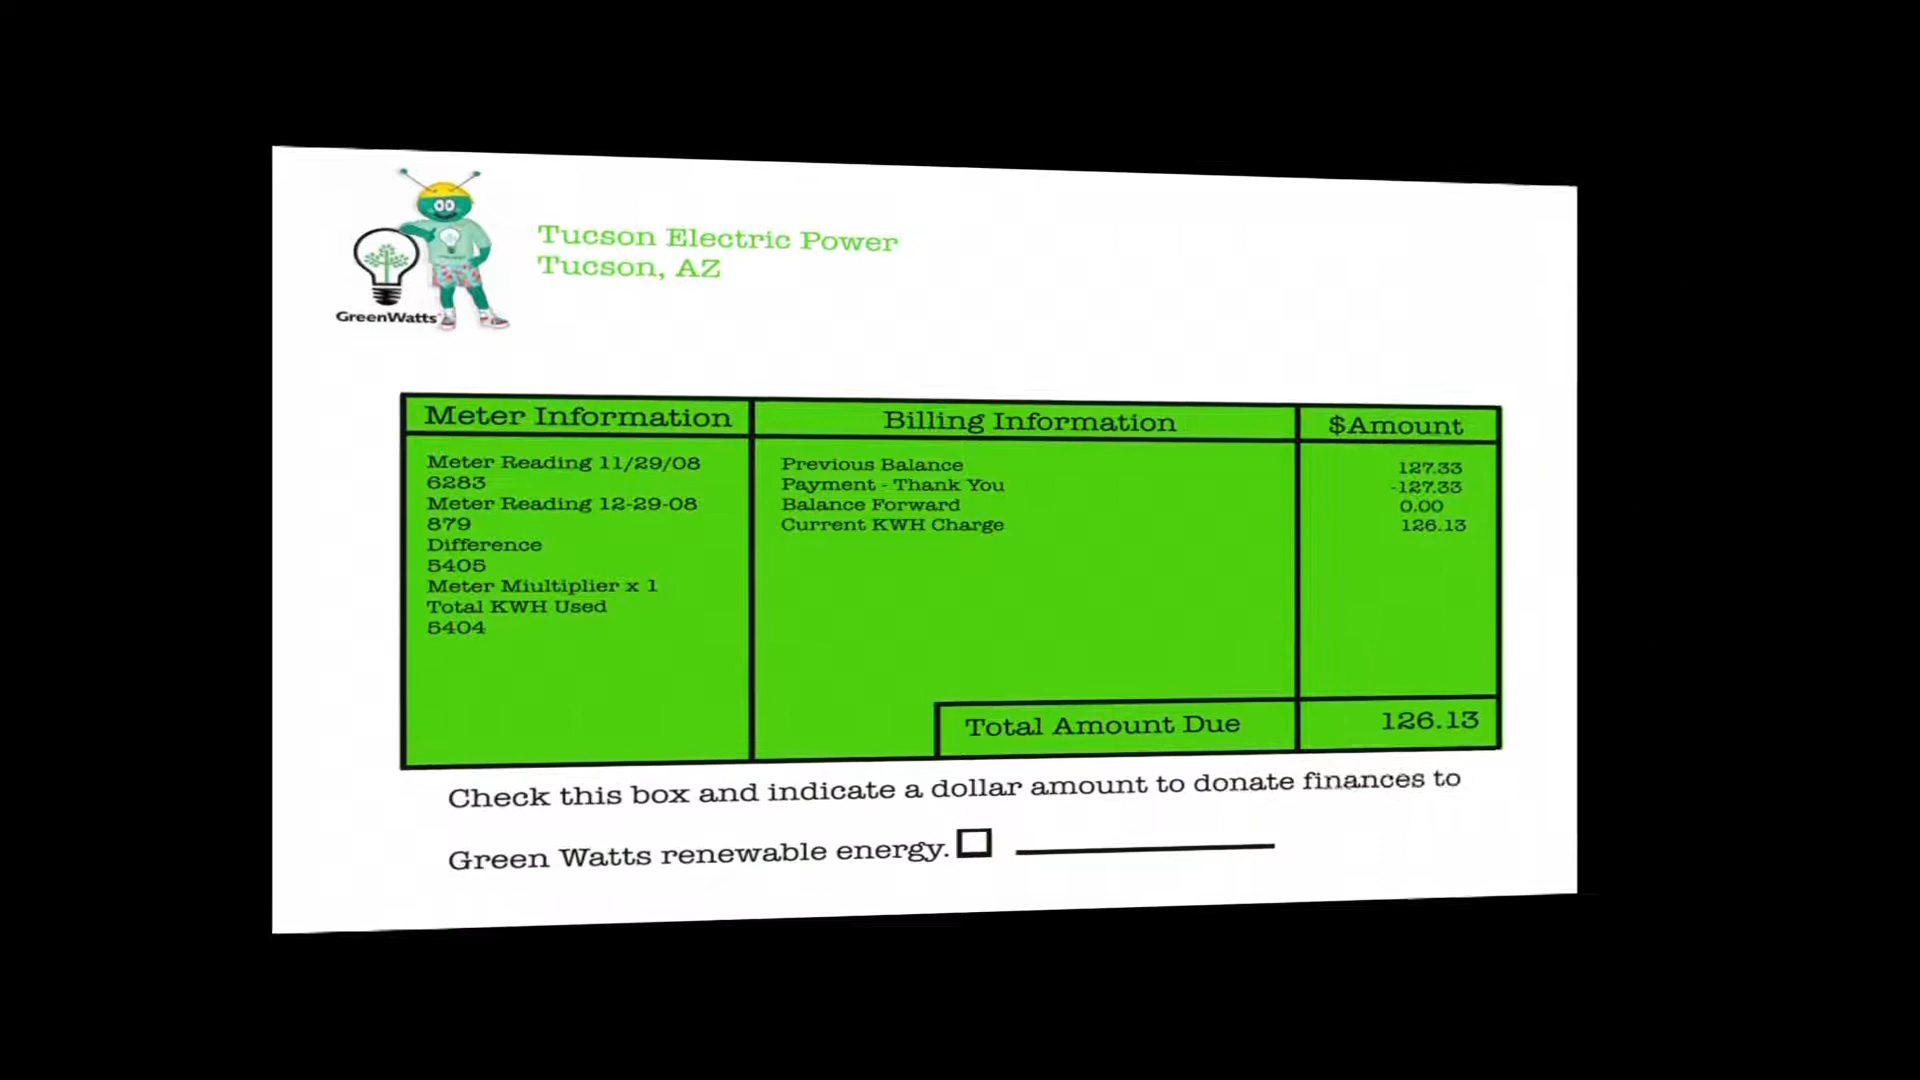 GreenWatts
Tucson Electric Power
Tucson, AZ
Meter Information
Billing Information
$Amount
Meter Reading 11/29/08
6283
Meter Reading 12-29-08
879
Difference
5405
Meter Miultiplier x 1
Total KWH Used
5404
Previous Balance 127.33
Payment - Thank You -127.33
Balance Forward 0.00
Current KWH Charge 126.13
Total Amount Due 126.13
Check this box and indicate a dollar amount to donate finances to
Green Watts renewable energy.